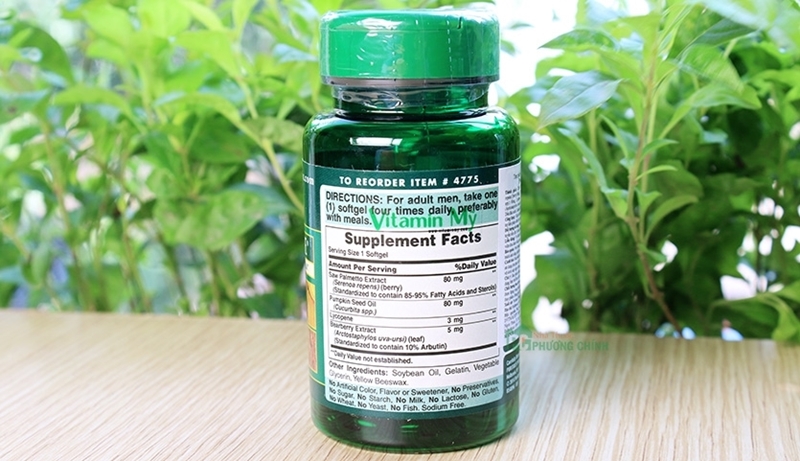 TO REORDER ITEM # 4775
DIRECTIONS: For adult men, take one
(1) softgel four times daily, preferably
with meals.
Vitamin My
Supplement Facts
Serving Size 1 Softgel
Amount Per Serving %Daily Value
Saw Palmetto Extract 80 mg **
(Serenoa repens) (berry)
(Standardized to contain 85-95% Fatty Acids and Sterols)
Pumpkin Seed Oil 80 mg **
(Cucurbita spp.)
Lycopene 3 mg **
Bearberry Extract 5 mg **
(Arctostaphylos uva-ursi) (leaf)
(Standardized to contain 10% Arbutin)
**Daily Value not established.
Other Ingredients: Soybean Oil, Gelatin, Vegetable
Glycerin, Yellow Beeswax.
No Artificial Color, Flavor or Sweetener, No Preservatives,
No Sugar, No Starch, No Milk, No Lactose, No Gluten,
No Wheat, No Yeast, No Fish. Sodium Free.
PHƯƠNG CHINH